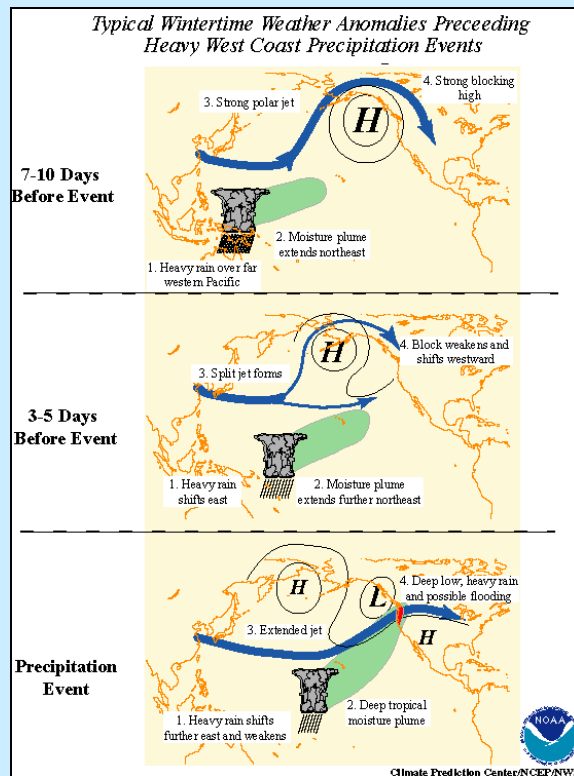 Typical Wintertime Weather Anomalies Preceeding
Heavy West Coast Precipitation Events
7-10 Days
Before Event
3. Strong polar jet
4. Strong blocking
high
H
2. Moisture plume
extends northeast
1. Heavy rain over far
western Pacific
3-5 Days
Before Event
H
4. Block weakens and
shifts westward
3. Split jet forms
1. Heavy rain
shifts east
2. Moisture plume
extends further northeast
Precipitation
Event
H
L
4. Deep low, heavy rain
and possible flooding
3. Extended jet
H
2. Deep tropical
moisture plume
1. Heavy rain shifts
further east and weakens
NOAA
Climate Prediction Center/NCEP/NW